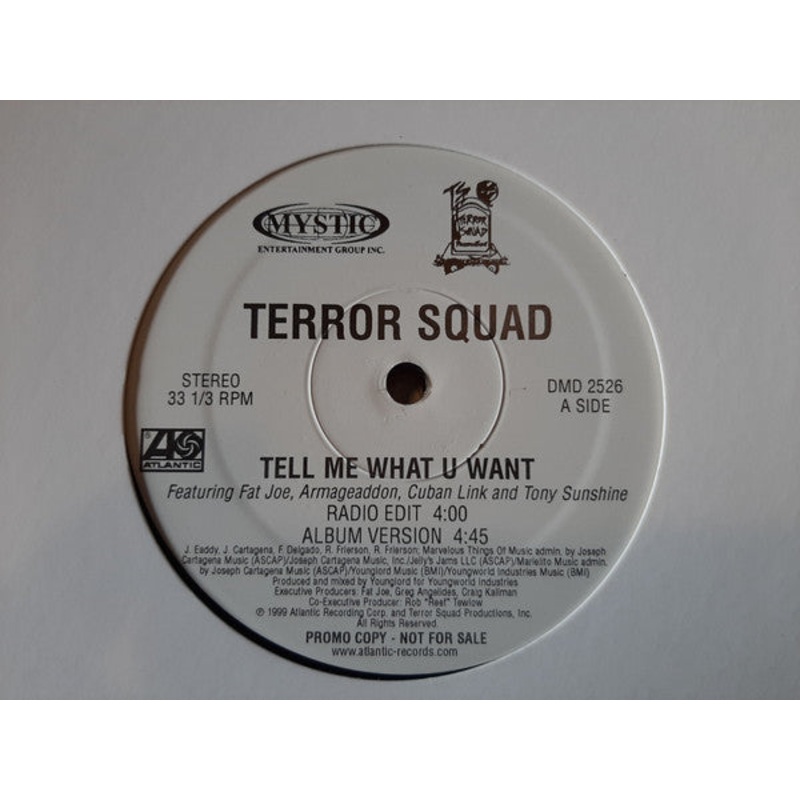 MYSTIC
ENTERTAINMENT GROUP INC.
TS
TERROR
SQUAD
TERROR SQUAD
STEREO
33 1/3 RPM
DMD 2526
A SIDE
ATLANTIC
TELL ME WHAT U WANT
Featuring Fat Joe, Armageddon, Cuban Link and Tony Sunshine
RADIO EDIT 4:00
ALBUM VERSION 4:45
J. Eaddy, J. Cartagena, F. Delgado, R. Frierson, R. Frierson; Marvelous Things Of Music admin. by Joseph
Cartagena Music (ASCAP)/Joseph Cartagena Music, Inc./Jelly's Jams LLC (ASCAP)/Marielito Music admin.
by Joseph Cartagena Music (ASCAP)/Younglord Music (BMI)/Youngworld Industries Music (BMI)
Produced and mixed by Younglord for Youngworld Industries
Executive Producers: Fat Joe, Greg Angelides, Craig Kallman
Co-Executive Producer: Rob "Reef" Tewlow
℗ 1999 Atlantic Recording Corp. and Terror Squad Productions, Inc.
All Rights Reserved.
PROMO COPY - NOT FOR SALE
www.atlantic-records.com